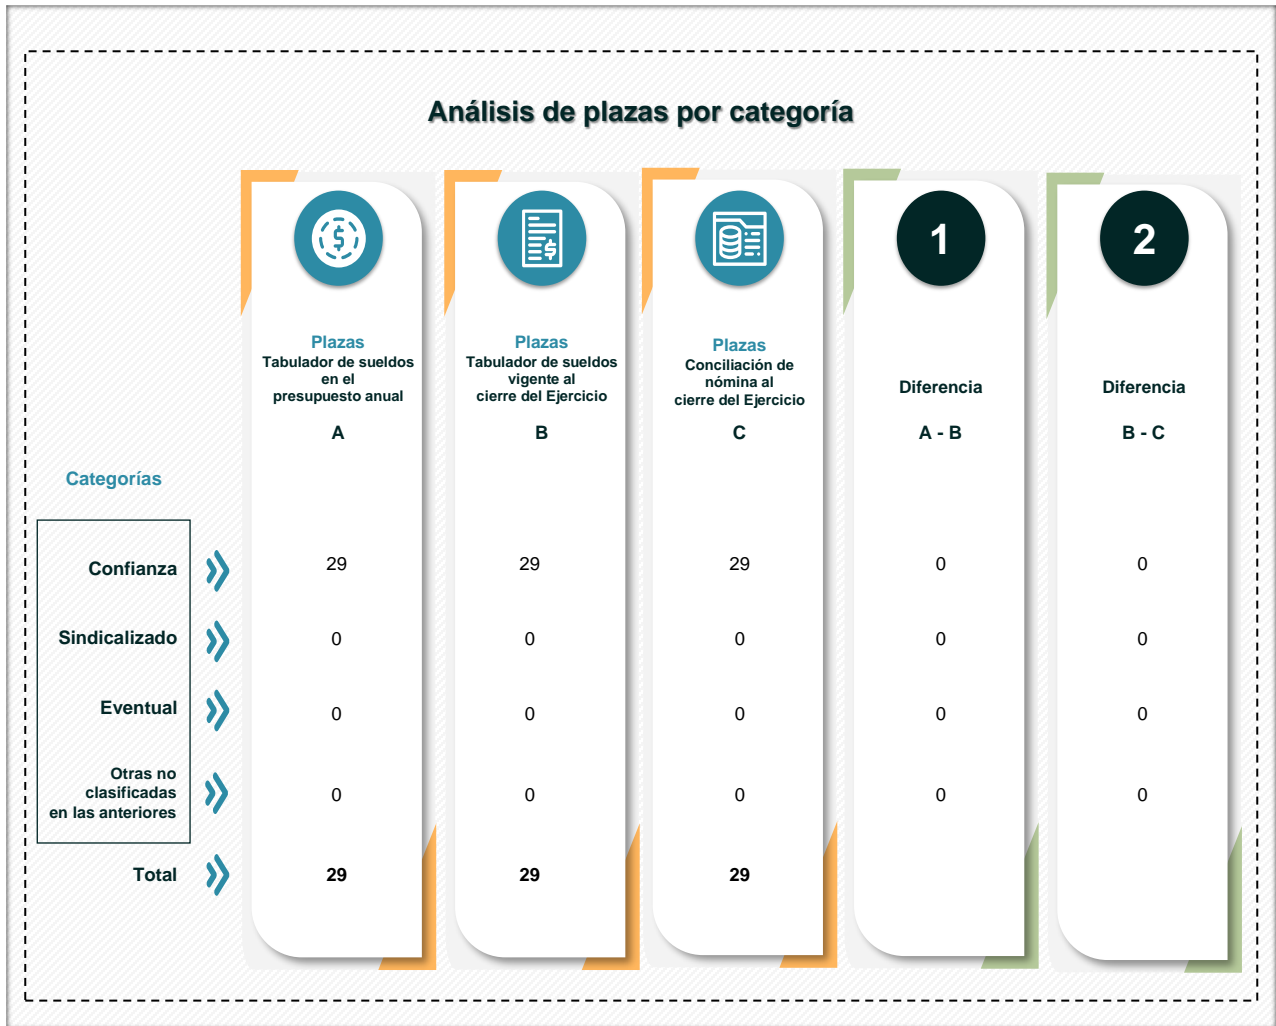 Análisis de plazas por categoría
1
2
Plazas
Tabulador de sueldos
en el
presupuesto anual
A
Plazas
Tabulador de sueldos
vigente al
cierre del Ejercicio
B
Plazas
Conciliación de
nómina al
cierre del Ejercicio
C
Diferencia
A - B
Diferencia
B - C
Categorías
Confianza 29 29 29 0 0
Sindicalizado 0 0 0 0 0
Eventual 0 0 0 0 0
Otras no
clasificadas
en las anteriores 0 0 0 0 0
Total 29 29 29